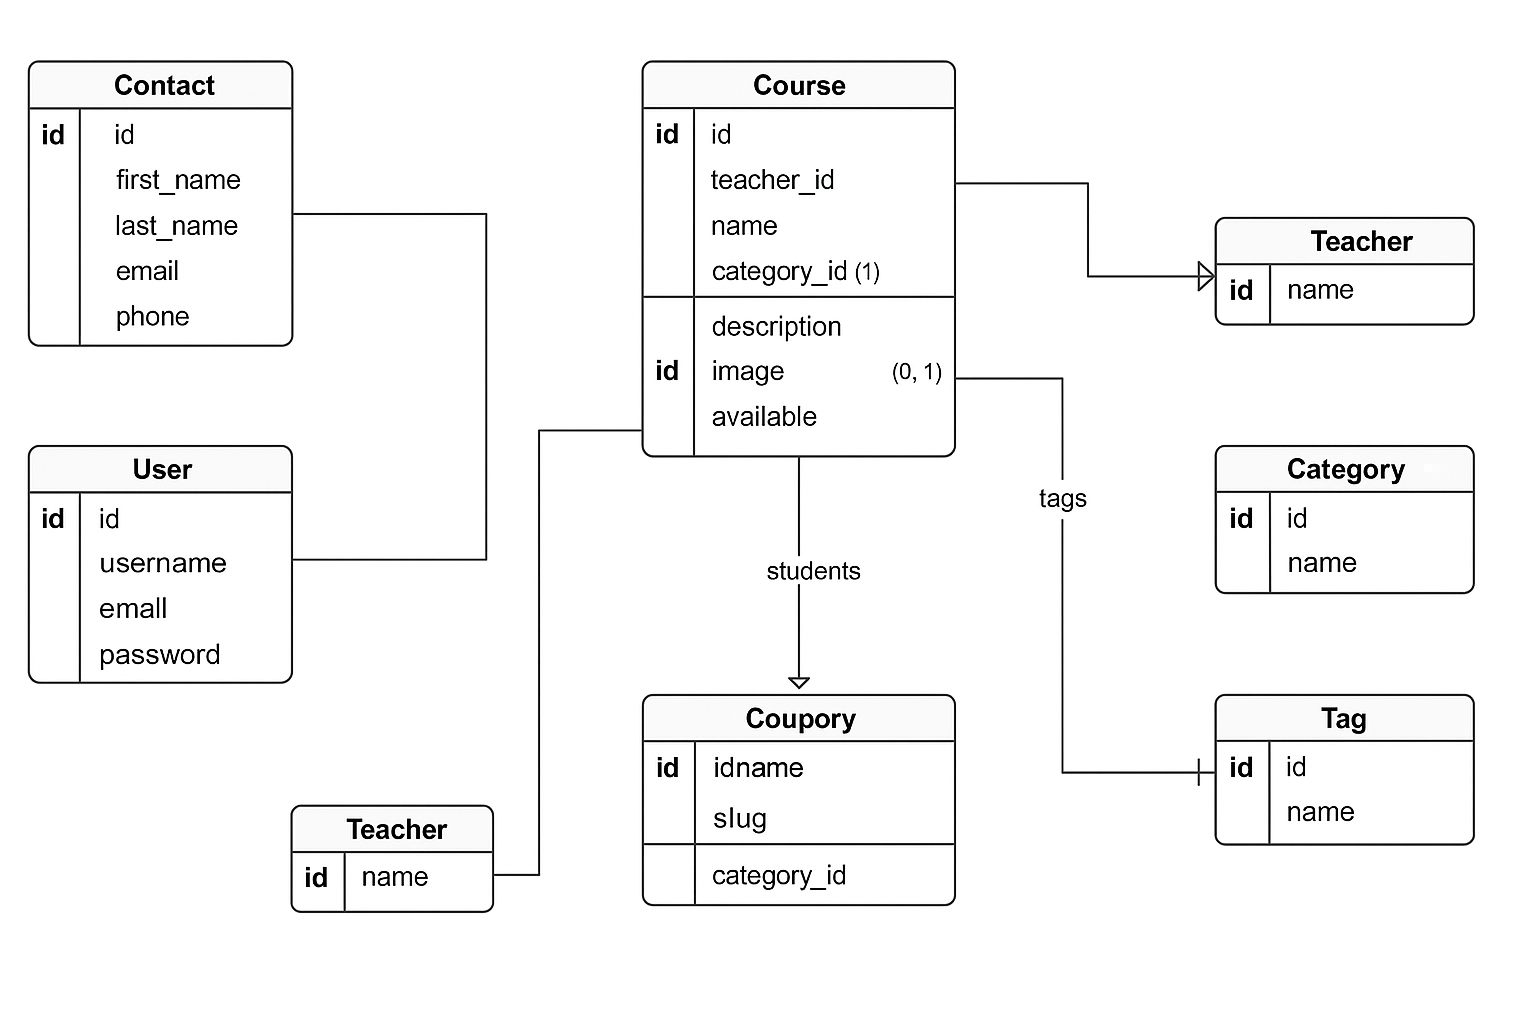 Contact
id id
first_name
last_name
email
phone
Course
id id
teacher_id
name
category_id (1)
description
id image (0, 1)
available
Teacher
id name
User
id id
username
emall
password
Category
id id
name
tags
students
Coupory
id idname
slug
category_id
Tag
id id
name
Teacher
id name